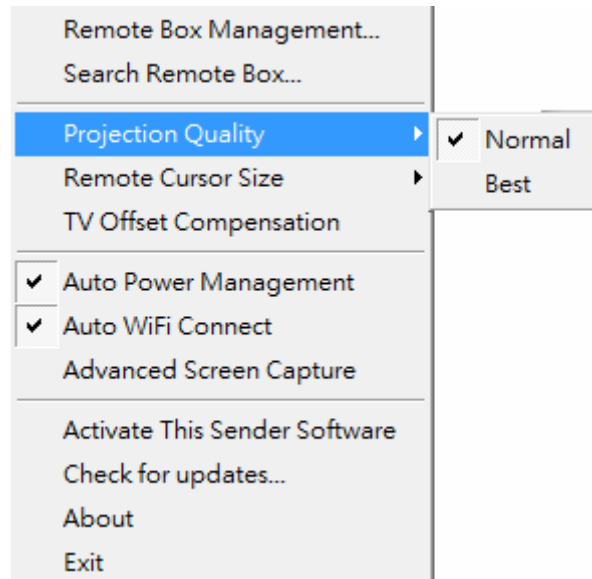 Remote Box Management...
Search Remote Box...
Projection Quality
Normal
Remote Cursor Size
Best
TV Offset Compensation
Auto Power Management
Auto WiFi Connect
Advanced Screen Capture
Activate This Sender Software
Check for updates...
About
Exit